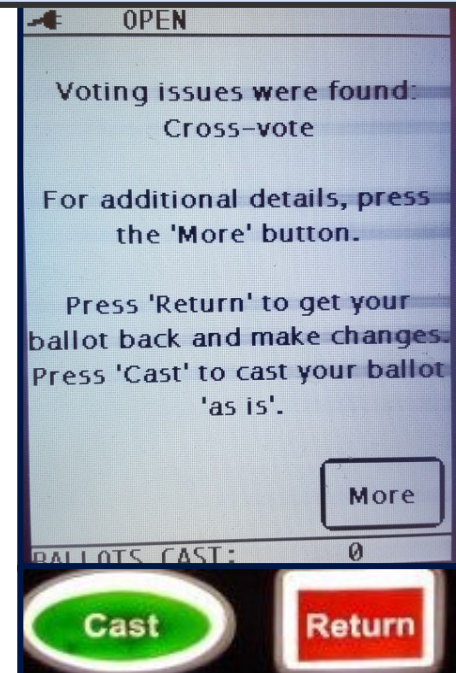 OPEN
Voting issues were found:
Cross-vote
For additional details, press
the 'More' button.
Press 'Return' to get your
ballot back and make changes.
Press 'Cast' to cast your ballot
'as is'.
More
BALLOTS CAST: 0
Cast Return